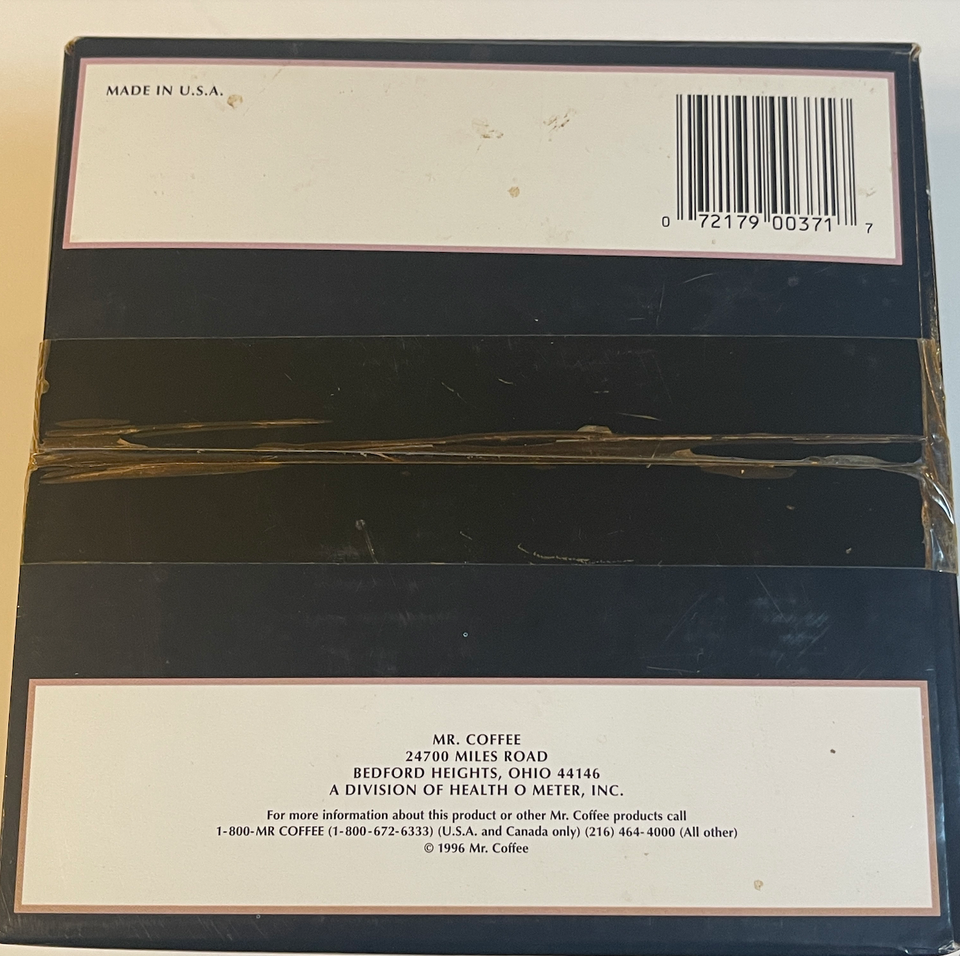 MADE IN U.S.A.
0 72179 00371 7
MR. COFFEE
24700 MILES ROAD
BEDFORD HEIGHTS, OHIO 44146
A DIVISION OF HEALTH O METER, INC.
For more information about this product or other Mr. Coffee products call
1-800-MR COFFEE (1-800-672-6333) (U.S.A. and Canada only) (216) 464-4000 (All other)
© 1996 Mr. Coffee